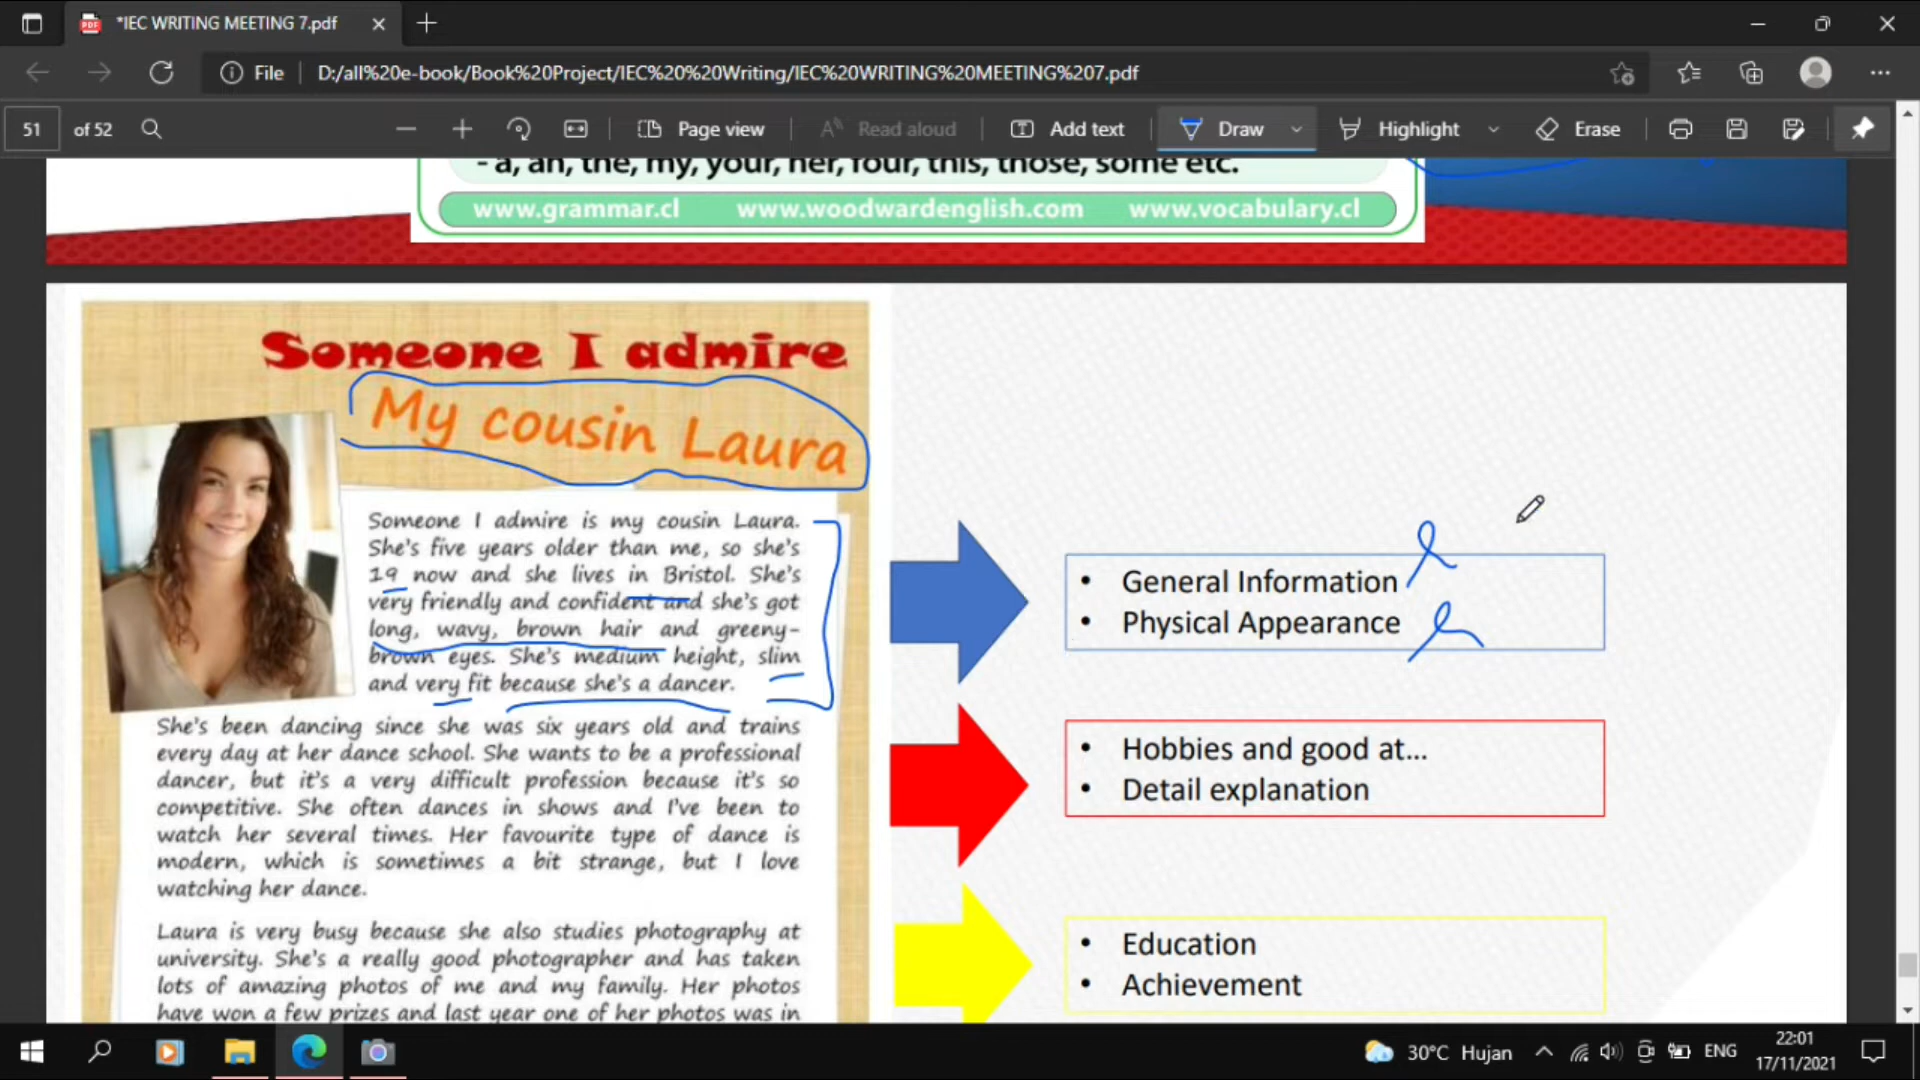 *IEC WRITING MEETING 7.pdf
File
D:/all%20e-book/Book%20Project/IEC%20%20Writing/IEC%20WRITING%20MEETING%207.pdf
51 of 52
Page view
Read aloud
Add text
Draw
Highlight
Erase
- a, an, the, my, your, her, four, this, those, some etc.
www.grammar.cl www.woodwardenglish.com www.vocabulary.cl
Someone I admire
My cousin Laura
Someone I admire is my cousin Laura.
She's five years older than me, so she's
19 now and she lives in Bristol. She's
very friendly and confident and she's got
long, wavy, brown hair and greeny-
brown eyes. She's medium height, slim
and very fit because she's a dancer.
She's been dancing since she was six years old and trains
every day at her dance school. She wants to be a professional
dancer, but it's a very difficult profession because it's so
competitive. She often dances in shows and I've been to
watch her several times. Her favourite type of dance is
modern, which is sometimes a bit strange, but I love
watching her dance.
Laura is very busy because she also studies photography at
university. She's a really good photographer and has taken
lots of amazing photos of me and my family. Her photos
have won a few prizes and last year one of her photos was in
• General Information
• Physical Appearance
• Hobbies and good at...
• Detail explanation
• Education
• Achievement
30°C Hujan
ENG
22:01
17/11/2021